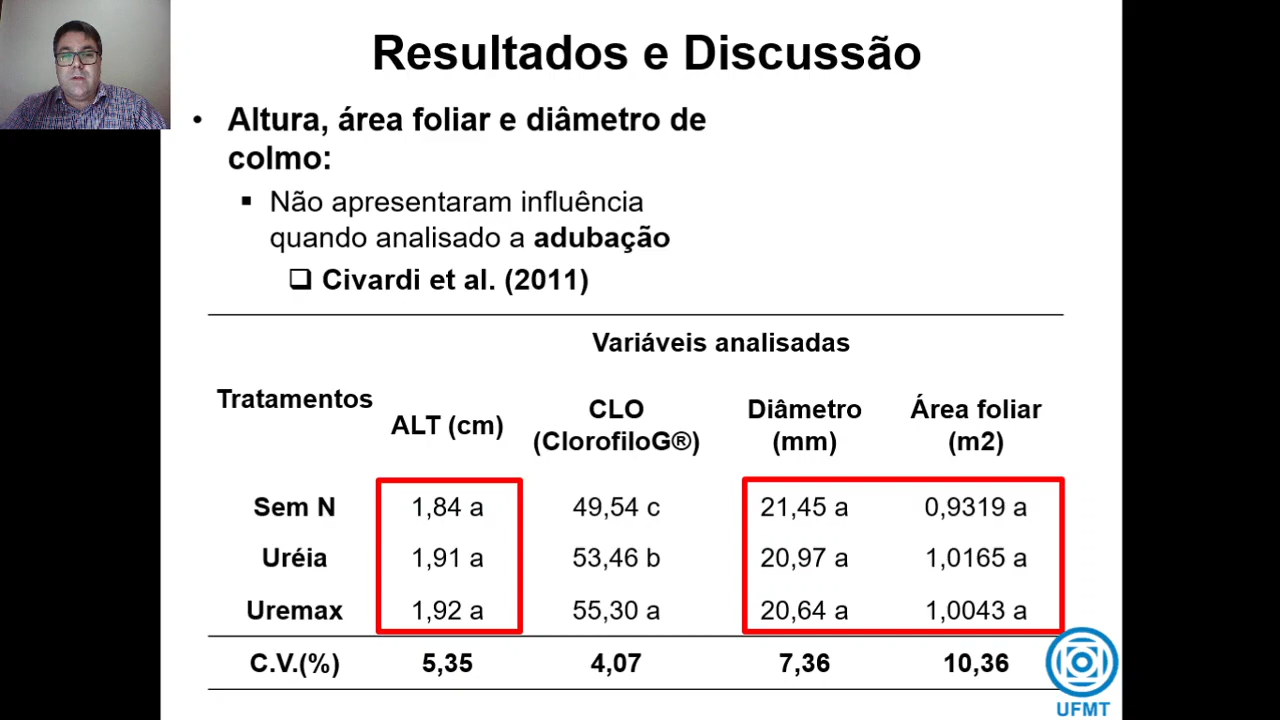 Resultados e Discussão
• Altura, área foliar e diâmetro de
colmo:
▪ Não apresentaram influência
quando analisado a adubação
❑ Civardi et al. (2011)
Variáveis analisadas
Tratamentos ALT (cm) CLO (ClorofiloG®) Diâmetro (mm) Área foliar (m2)
Sem N 1,84 a 49,54 c 21,45 a 0,9319 a
Uréia 1,91 a 53,46 b 20,97 a 1,0165 a
Uremax 1,92 a 55,30 a 20,64 a 1,0043 a
C.V.(%) 5,35 4,07 7,36 10,36
UFMT